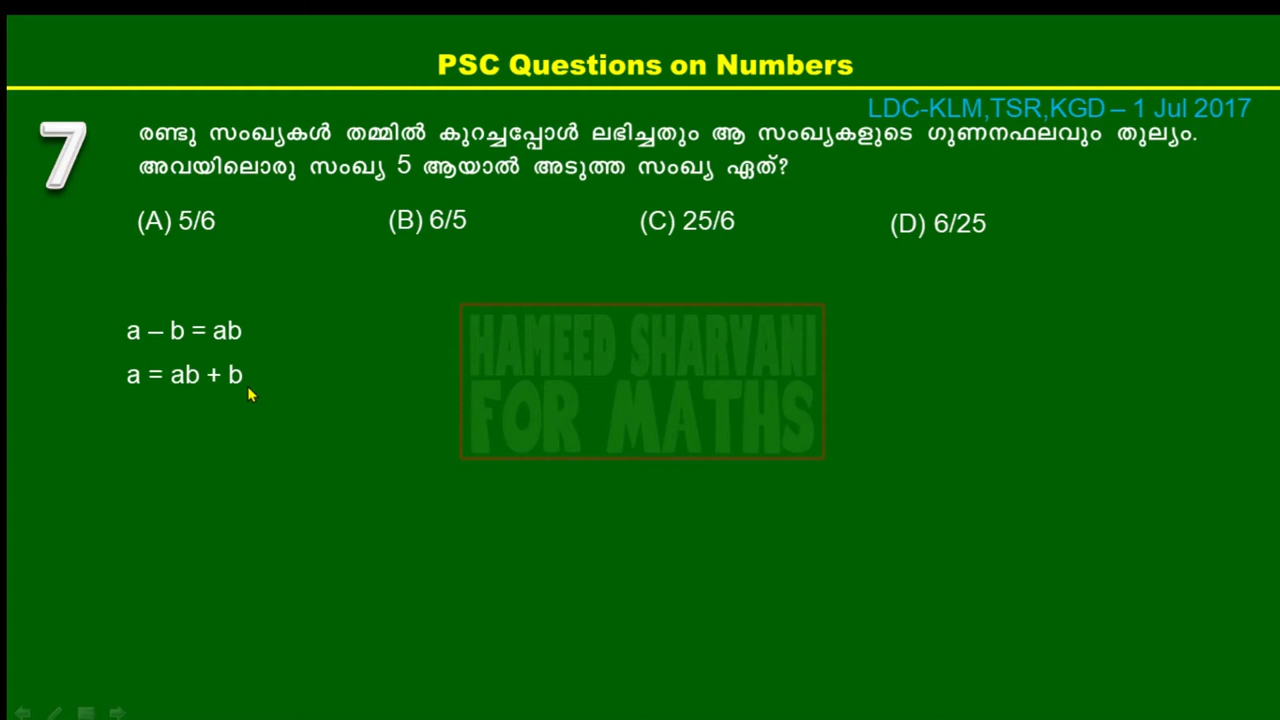 PSC Questions on Numbers
LDC-KLM,TSR,KGD – 1 Jul 2017
7
രണ്ടു സംഖ്യകൾ തമ്മിൽ കുറച്ചപ്പോൾ ലഭിച്ചതും ആ സംഖ്യകളുടെ ഗുണനഫലവും തുല്യം.
അവയിലൊരു സംഖ്യ 5 ആയാൽ അടുത്ത സംഖ്യ ഏത്?
(A) 5/6 (B) 6/5 (C) 25/6 (D) 6/25
a – b = ab
a = ab + b
HAMEED SHARVANI
FOR MATHS